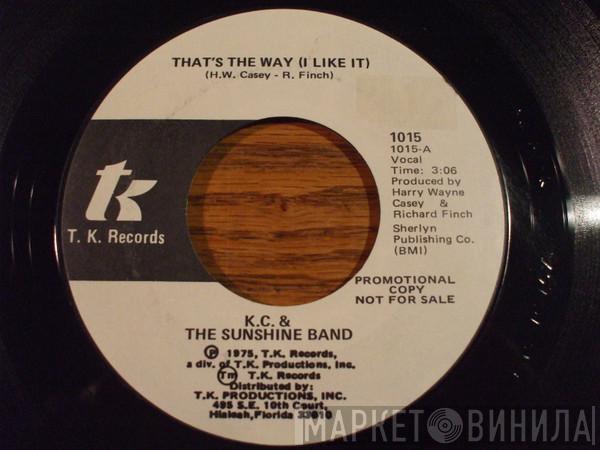 THAT'S THE WAY (I LIKE IT)
(H.W. Casey - R. Finch)
tk
T. K. Records
1015
1015-A
Vocal
Time: 3:06
Produced by
Harry Wayne
Casey &
Richard Finch
Sherlyn
Publishing Co.
(BMI)
PROMOTIONAL
COPY
NOT FOR SALE
K.C. &
THE SUNSHINE BAND
Ⓟ 1975, T.K. Records,
a div. of T.K. Productions, Inc.
Tm T.K. Records
Distributed by:
T.K. PRODUCTIONS, INC.
495 S.E. 10th Court,
Hialeah, Florida 33010
МАРКЕТ ВИНИЛА